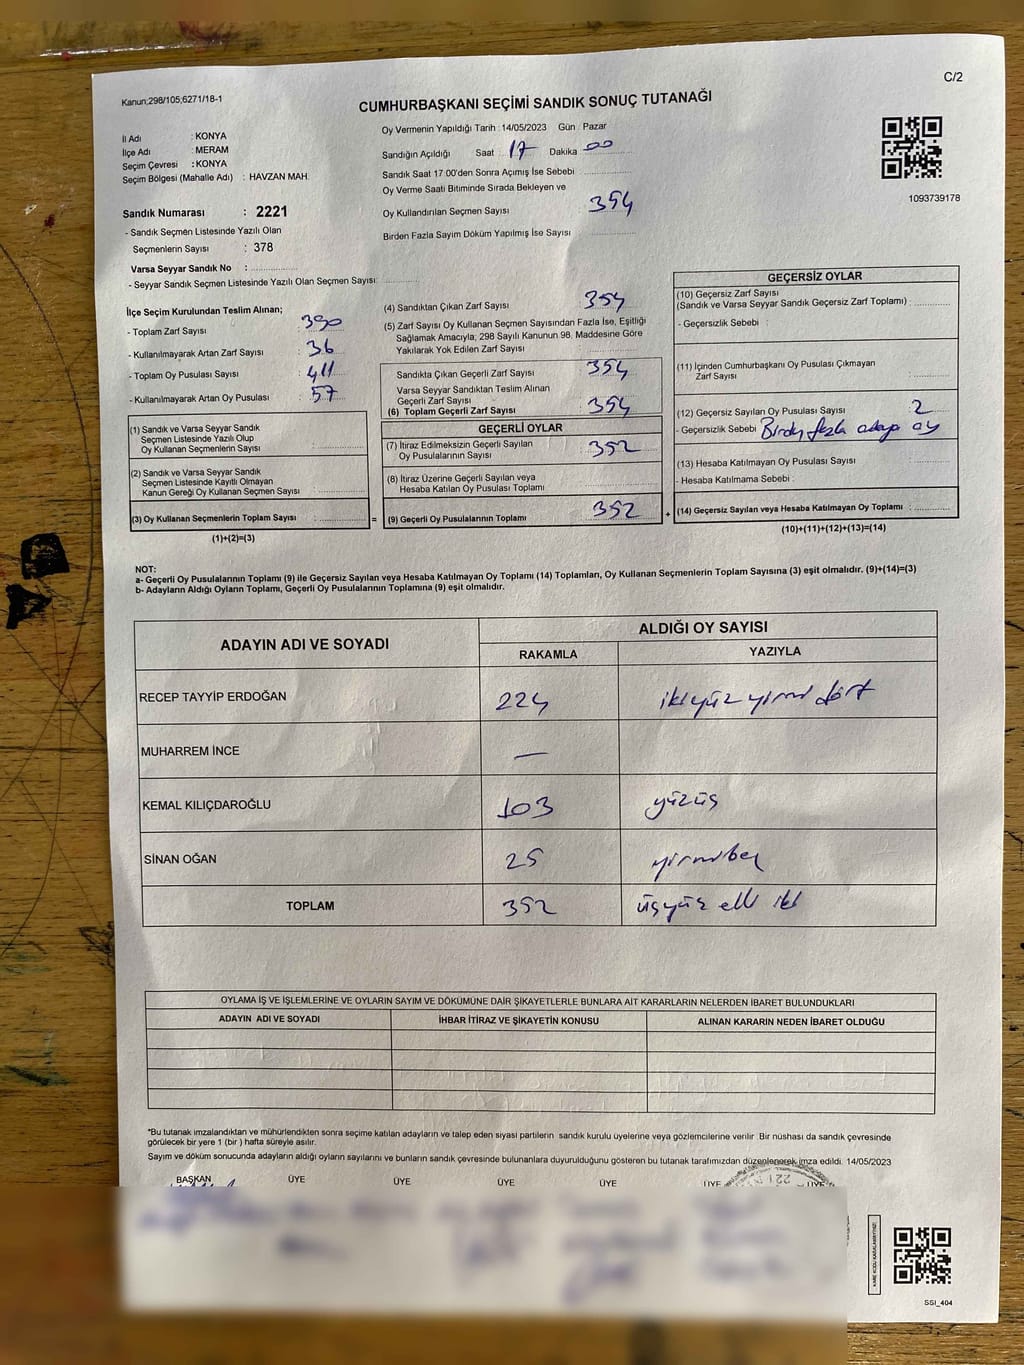 Kanun;298/105;6271/18-1
C/2
CUMHURBAŞKANI SEÇİMİ SANDIK SONUÇ TUTANAĞI
İl Adı : KONYA
İlçe Adı : MERAM
Seçim Çevresi : KONYA
Seçim Bölgesi (Mahalle Adı) : HAVZAN MAH.
Sandık Numarası : 2221
- Sandık Seçmen Listesinde Yazılı Olan
Seçmenlerin Sayısı : 378
Varsa Seyyar Sandık No :
- Seyyar Sandık Seçmen Listesinde Yazılı Olan Seçmen Sayısı:
Oy Vermenin Yapıldığı Tarih : 14/05/2023 Gün : Pazar
Sandığın Açıldığı Saat : 17 Dakika : 00
Sandık Saat 17:00'den Sonra Açımış İse Sebebi :
Oy Verme Saati Bitiminde Sırada Bekleyen ve
Oy Kullandırılan Seçmen Sayısı : 354
Birden Fazla Sayım Döküm Yapılmış İse Sayısı :
1093739178
İlçe Seçim Kurulundan Teslim Alınan;
- Toplam Zarf Sayısı : 390
- Kullanılmayarak Artan Zarf Sayısı : 36
- Toplam Oy Pusulası Sayısı : 411
- Kullanılmayarak Artan Oy Pusulası : 57
(1) Sandık ve Varsa Seyyar Sandık
Seçmen Listesinde Yazılı Olup
Oy Kullanan Seçmenlerin Sayısı :
(2) Sandık ve Varsa Seyyar Sandık
Seçmen Listesinde Kayıtlı Olmayan
Kanun Gereği Oy Kullanan Seçmen Sayısı :
(3) Oy Kullanan Seçmenlerin Toplam Sayısı : =
(1)+(2)=(3)
(4) Sandıktan Çıkan Zarf Sayısı : 354
(5) Zarf Sayısı Oy Kullanan Seçmen Sayısından Fazla İse, Eşitliği
Sağlamak Amacıyla; 298 Sayılı Kanunun 98. Maddesine Göre
Yakılarak Yok Edilen Zarf Sayısı :
Sandıkta Çıkan Geçerli Zarf Sayısı : 354
Varsa Seyyar Sandıktan Teslim Alınan
Geçerli Zarf Sayısı :
(6) Toplam Geçerli Zarf Sayısı : 354
GEÇERLİ OYLAR
(7) İtiraz Edilmeksizin Geçerli Sayılan
Oy Pusulalarının Sayısı : 352
(8) İtiraz Üzerine Geçerli Sayılan veya
Hesaba Katılan Oy Pusulası Toplamı :
(9) Geçerli Oy Pusulalarının Toplamı : 352 +
GEÇERSİZ OYLAR
(10) Geçersiz Zarf Sayısı
(Sandık ve Varsa Seyyar Sandık Geçersiz Zarf Toplamı) :
- Geçersizlik Sebebi :
(11) İçinden Cumhurbaşkanı Oy Pusulası Çıkmayan
Zarf Sayısı :
(12) Geçersiz Sayılan Oy Pusulası Sayısı : 2
- Geçersizlik Sebebi : Birden fazla adaya oy
(13) Hesaba Katılmayan Oy Pusulası Sayısı :
- Hesaba Katılmama Sebebi :
(14) Geçersiz Sayılan veya Hesaba Katılmayan Oy Toplamı :
(10)+(11)+(12)+(13)=(14)
NOT:
a- Geçerli Oy Pusulalarının Toplamı (9) ile Geçersiz Sayılan veya Hesaba Katılmayan Oy Toplamı (14) Toplamları, Oy Kullanan Seçmenlerin Toplam Sayısına (3) eşit olmalıdır. (9)+(14)=(3)
b- Adayların Aldığı Oyların Toplamı, Geçerli Oy Pusulalarının Toplamına (9) eşit olmalıdır.
ADAYIN ADI VE SOYADI
ALDIĞI OY SAYISI
RAKAMLA YAZIYLA
RECEP TAYYİP ERDOĞAN 224 ikiyüz yirmi dört
MUHARREM İNCE —
KEMAL KILIÇDAROĞLU 103 yüzüç
SİNAN OĞAN 25 yirmibeş
TOPLAM 352 üçyüz elli iki
OYLAMA İŞ VE İŞLEMLERİNE VE OYLARIN SAYIM VE DÖKÜMÜNE DAİR ŞİKAYETLERLE BUNLARA AİT KARARLARIN NELERDEN İBARET BULUNDUKLARI
ADAYIN ADI VE SOYADI İHBAR İTİRAZ VE ŞİKAYETİN KONUSU ALINAN KARARIN NEDEN İBARET OLDUĞU
*Bu tutanak imzalandıktan ve mühürlendikten sonra seçime katılan adayların ve talep eden siyasi partilerin sandık kurulu üyelerine veya gözlemcilerine verilir. Bir nüshası da sandık çevresinde
görülecek bir yere 1 (bir) hafta süreyle asılır.
Sayım ve döküm sonucunda adayların aldığı oyların sayılarını ve bunların sandık çevresinde bulunanlara duyurulduğunu gösteren bu tutanak tarafımızdan düzenlenerek imza edildi. 14/05/2023
BAŞKAN ÜYE ÜYE ÜYE ÜYE ÜYE ÜYE
SSI_404